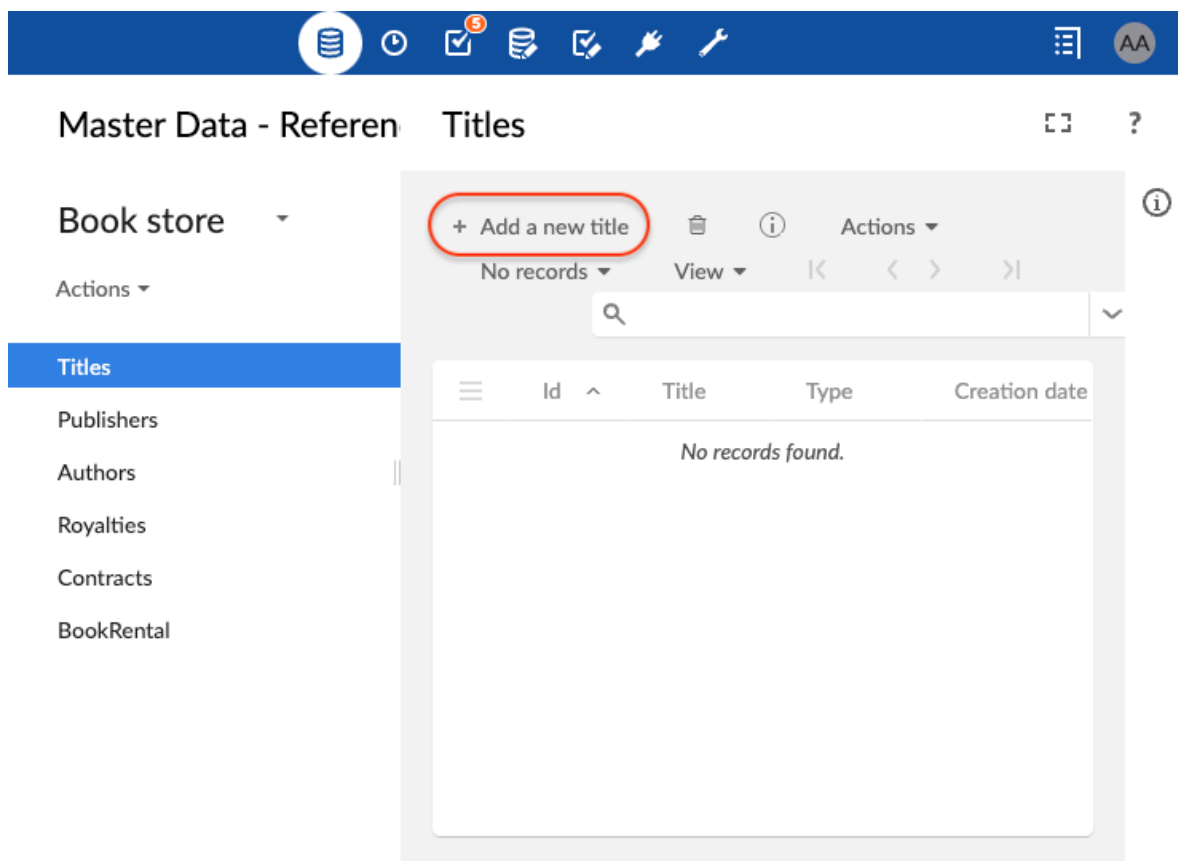 5
AA
Master Data - Referen
Titles
?
Book store
Actions
Titles
Publishers
Authors
Royalties
Contracts
BookRental
+ Add a new title
Actions
No records
View
Id
Title
Type
Creation date
No records found.